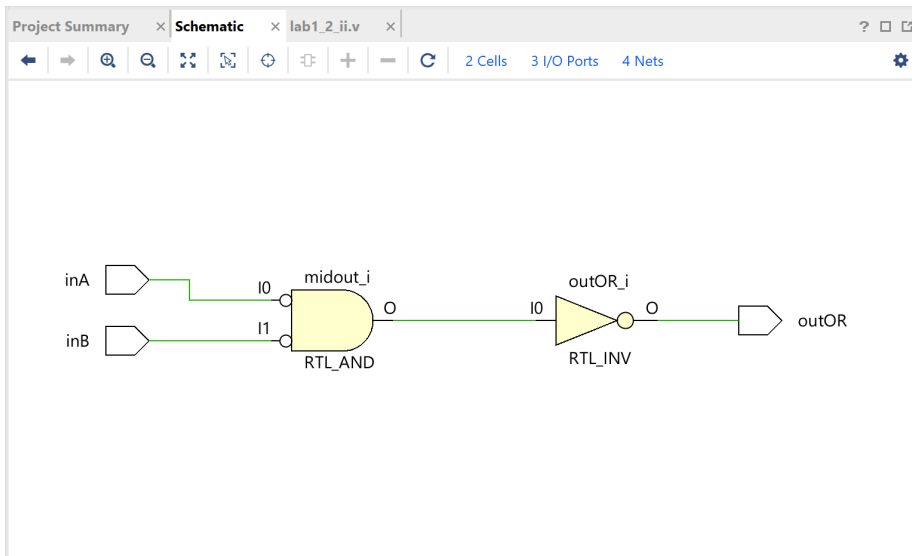 Project Summary × Schematic × lab1_2_ii.v ×
?
2 Cells 3 I/O Ports 4 Nets
midout_i
outOR_i
inA
I0
O
I0
O
outOR
I1
inB
RTL_AND
RTL_INV